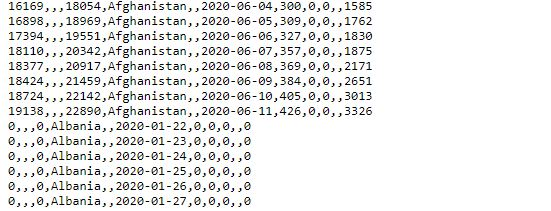 16169,,,18054,Afghanistan,,2020-06-04,300,0,0,,1585
16898,,,18969,Afghanistan,,2020-06-05,309,0,0,,1762
17394,,,19551,Afghanistan,,2020-06-06,327,0,0,,1830
18110,,,20342,Afghanistan,,2020-06-07,357,0,0,,1875
18377,,,20917,Afghanistan,,2020-06-08,369,0,0,,2171
18424,,,21459,Afghanistan,,2020-06-09,384,0,0,,2651
18724,,,22142,Afghanistan,,2020-06-10,405,0,0,,3013
19138,,,22890,Afghanistan,,2020-06-11,426,0,0,,3326
0,,,0,Albania,,2020-01-22,0,0,0,,0
0,,,0,Albania,,2020-01-23,0,0,0,,0
0,,,0,Albania,,2020-01-24,0,0,0,,0
0,,,0,Albania,,2020-01-25,0,0,0,,0
0,,,0,Albania,,2020-01-26,0,0,0,,0
0,,,0,Albania,,2020-01-27,0,0,0,,0